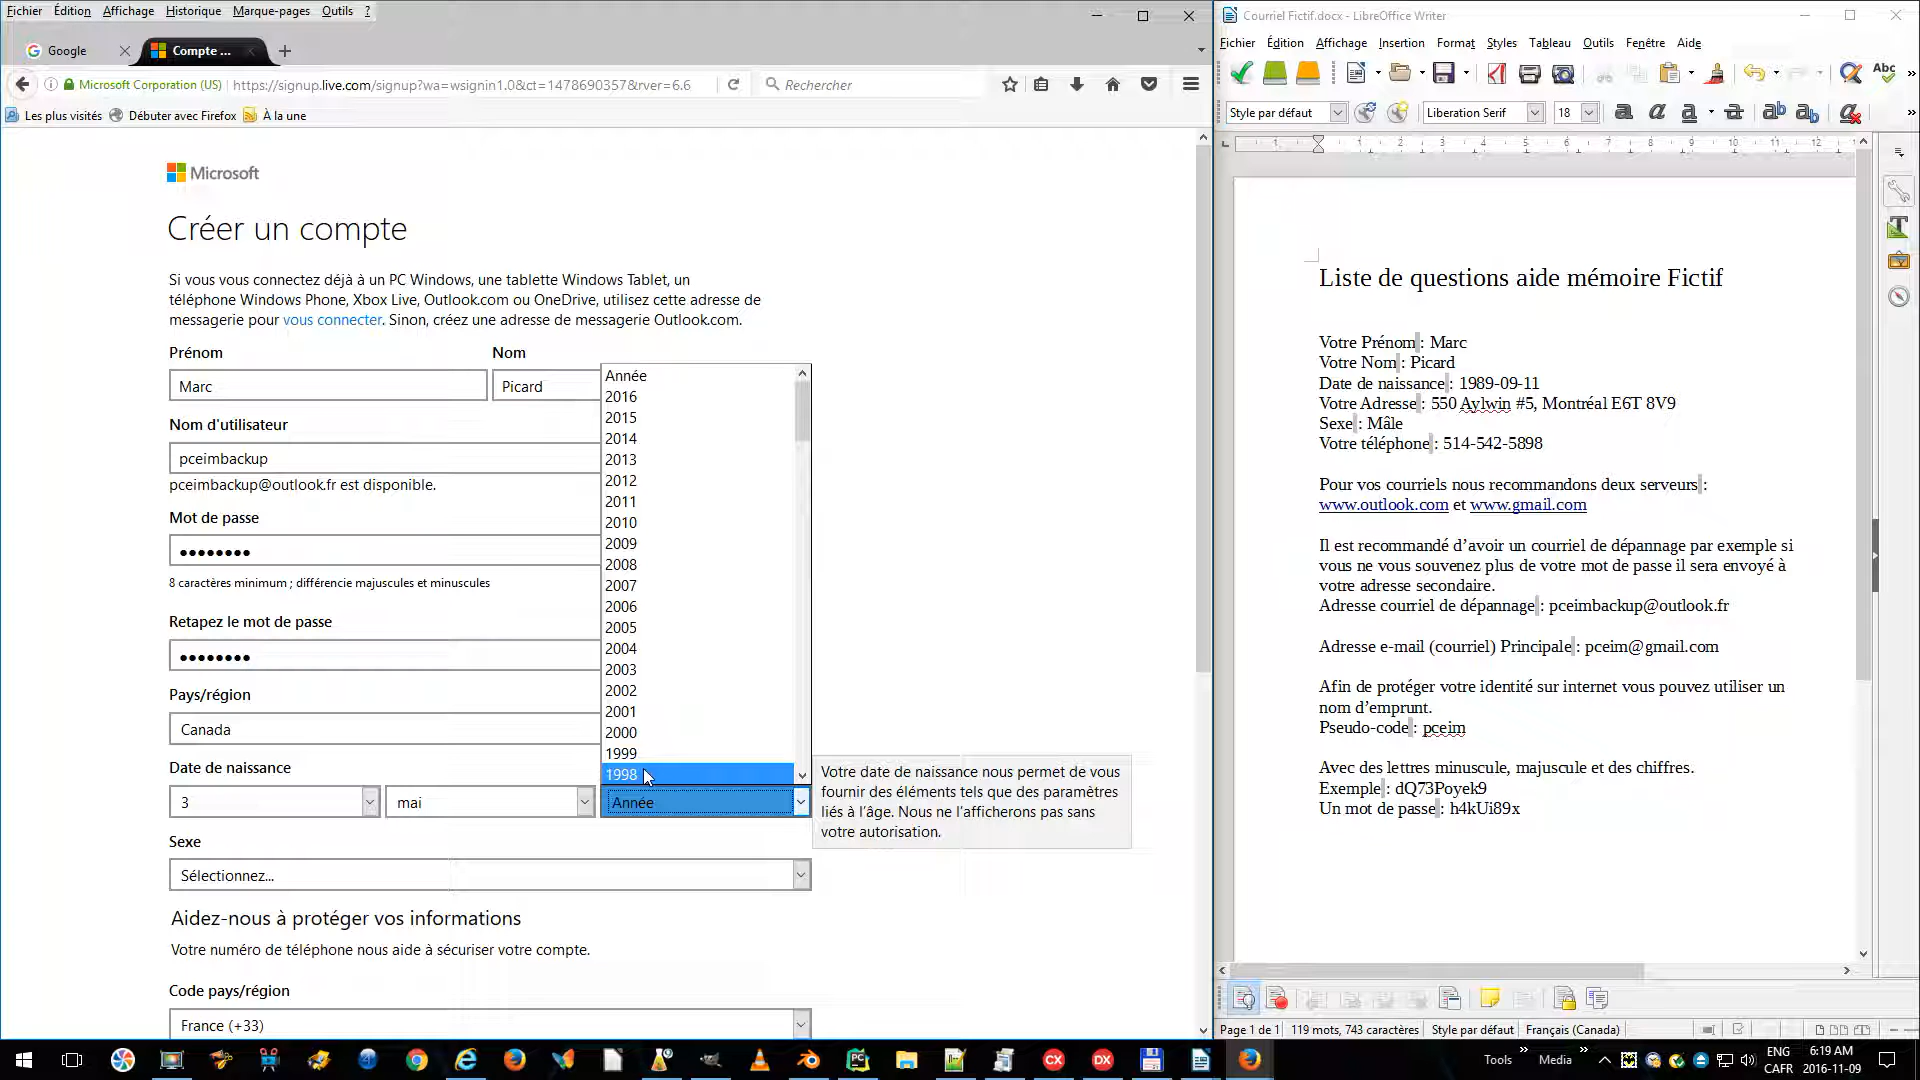 Fichier Édition Affichage Historique Marque-pages Outils ?
Google
Compte ...
Microsoft Corporation (US)
https://signup.live.com/signup?wa=wsignin1.0&ct=1478690357&rver=6.6
Rechercher
Les plus visités
Débuter avec Firefox
À la une
Microsoft
Créer un compte
Si vous vous connectez déjà à un PC Windows, une tablette Windows Tablet, un
téléphone Windows Phone, Xbox Live, Outlook.com ou OneDrive, utilisez cette adresse de
messagerie pour vous connecter. Sinon, créez une adresse de messagerie Outlook.com.
Prénom
Nom
Marc
Picard
Nom d'utilisateur
pceimbackup
pceimbackup@outlook.fr est disponible.
Mot de passe
8 caractères minimum ; différencie majuscules et minuscules
Retapez le mot de passe
Pays/région
Canada
Date de naissance
3
mai
Année
Année
2016
2015
2014
2013
2012
2011
2010
2009
2008
2007
2006
2005
2004
2003
2002
2001
2000
1999
1998
Votre date de naissance nous permet de vous
fournir des éléments tels que des paramètres
liés à l'âge. Nous ne l'afficherons pas sans
votre autorisation.
Sexe
Sélectionnez...
Aidez-nous à protéger vos informations
Votre numéro de téléphone nous aide à sécuriser votre compte.
Code pays/région
France (+33)
Courriel Fictif.docx - LibreOffice Writer
Fichier Édition Affichage Insertion Format Styles Tableau Outils Fenêtre Aide
Abc
Style par défaut
Liberation Serif
18
1 1 2 3 4 5 6 7 8 9 10 11 12
Liste de questions aide mémoire Fictif
Votre Prénom : Marc
Votre Nom : Picard
Date de naissance : 1989-09-11
Votre Adresse : 550 Aylwin #5, Montréal E6T 8V9
Sexe : Mâle
Votre téléphone : 514-542-5898
Pour vos courriels nous recommandons deux serveurs :
www.outlook.com et www.gmail.com
Il est recommandé d'avoir un courriel de dépannage par exemple si
vous ne vous souvenez plus de votre mot de passe il sera envoyé à
votre adresse secondaire.
Adresse courriel de dépannage : pceimbackup@outlook.fr
Adresse e-mail (courriel) Principale : pceim@gmail.com
Afin de protéger votre identité sur internet vous pouvez utiliser un
nom d'emprunt.
Pseudo-code : pceim
Avec des lettres minuscule, majuscule et des chiffres.
Exemple : dQ73Poyek9
Un mot de passe : h4kUi89x
Page 1 de 1
119 mots, 743 caractères
Style par défaut
Français (Canada)
Tools
Media
ENG
CAFR
6:19 AM
2016-11-09